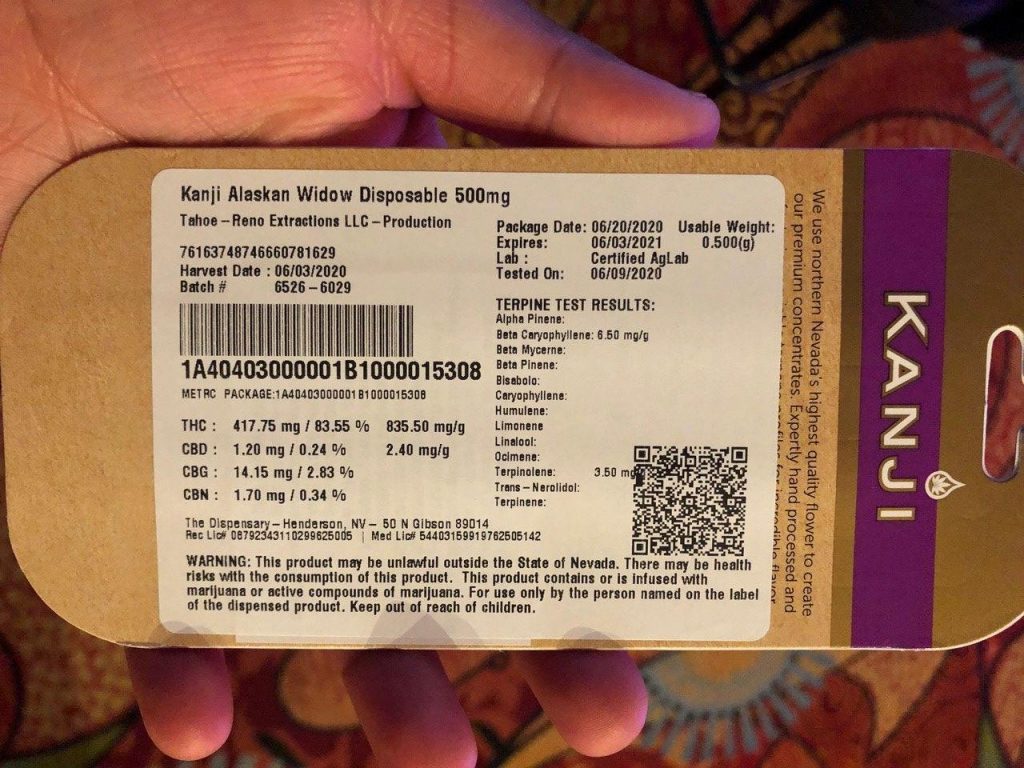 Kanji Alaskan Widow Disposable 500mg
Tahoe – Reno Extractions LLC – Production
76163748746660781629
Harvest Date : 06/03/2020
Batch # 6526 – 6029
1A40403000001B1000015308
METRC PACKAGE:1A40403000001B1000015308
THC : 417.75 mg / 83.55 % 835.50 mg/g
CBD : 1.20 mg / 0.24 % 2.40 mg/g
CBG : 14.15 mg / 2.83 %
CBN : 1.70 mg / 0.34 %
Package Date: 06/20/2020 Usable Weight:
Expires: 06/03/2021 0.500(g)
Lab : Certified AgLab
Tested On: 06/09/2020
TERPINE TEST RESULTS:
Alpha Pinene:
Beta Caryophyllene: 6.50 mg/g
Beta Mycerne:
Beta Pinene:
Bisabolo:
Caryophyllene:
Humulene:
Limonene
Linalool:
Ocimene:
Terpinolene: 3.50 mg
Trans – Nerolidol:
Terpinene:
The Dispensary – Henderson, NV – 50 N Gibson 89014
Rec Lic# 08792343110299625005 | Med Lic# 54403159919762505142
WARNING: This product may be unlawful outside the State of Nevada. There may be health
risks with the consumption of this product. This product contains or is infused with
marijuana or active compounds of marijuana. For use only by the person named on the label
of the dispensed product. Keep out of reach of children.
We use northern Nevada's highest quality flower to create
our premium concentrates. Expertly hand processed and
incredible flavor
KANJI